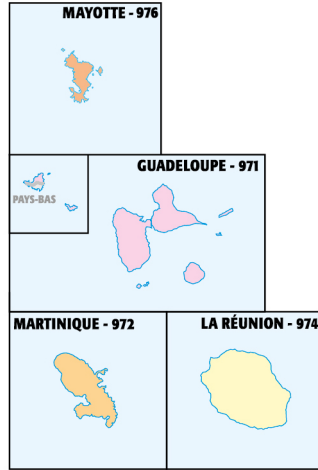 MAYOTTE - 976
GUADELOUPE - 971
PAYS-BAS
MARTINIQUE - 972
LA RÉUNION - 974